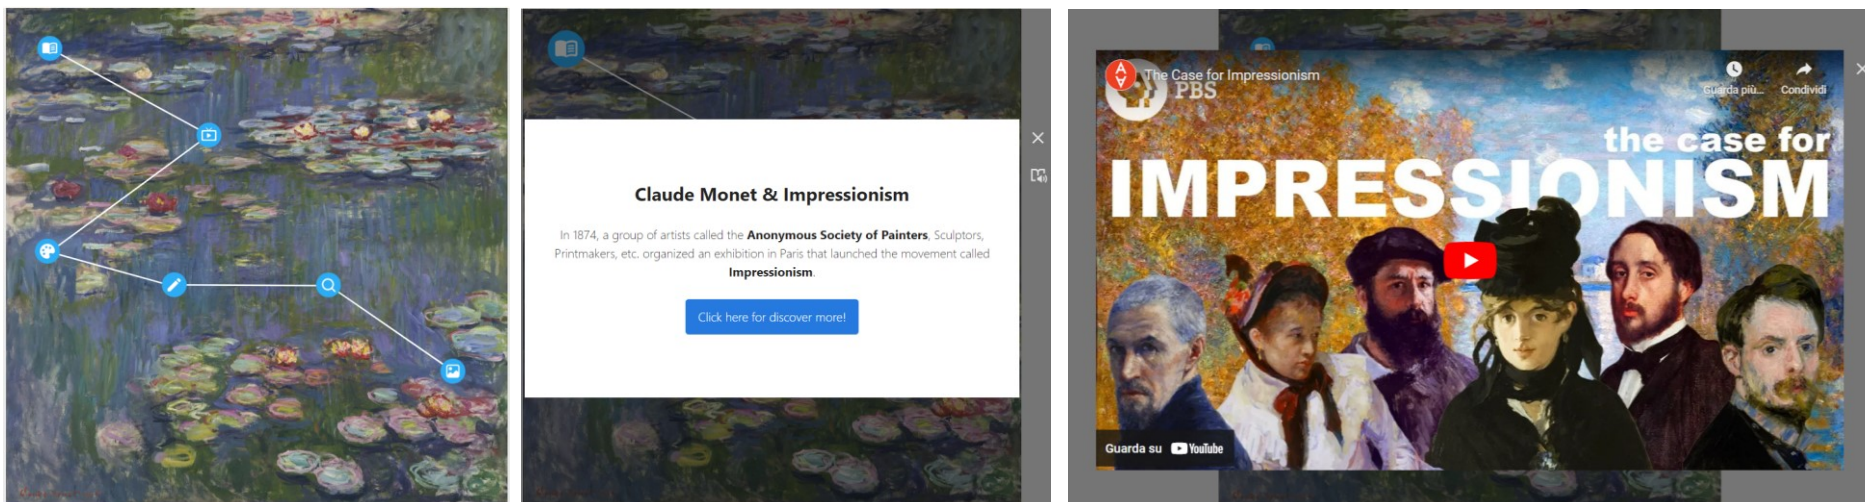 Claude Monet & Impressionism
In 1874, a group of artists called the Anonymous Society of Painters, Sculptors,
Printmakers, etc. organized an exhibition in Paris that launched the movement called
Impressionism.
Click here for discover more!
The Case for Impressionism
PBS
Guarda più...
Condividi
the case for
IMPRESSIONISM
Guarda su YouTube